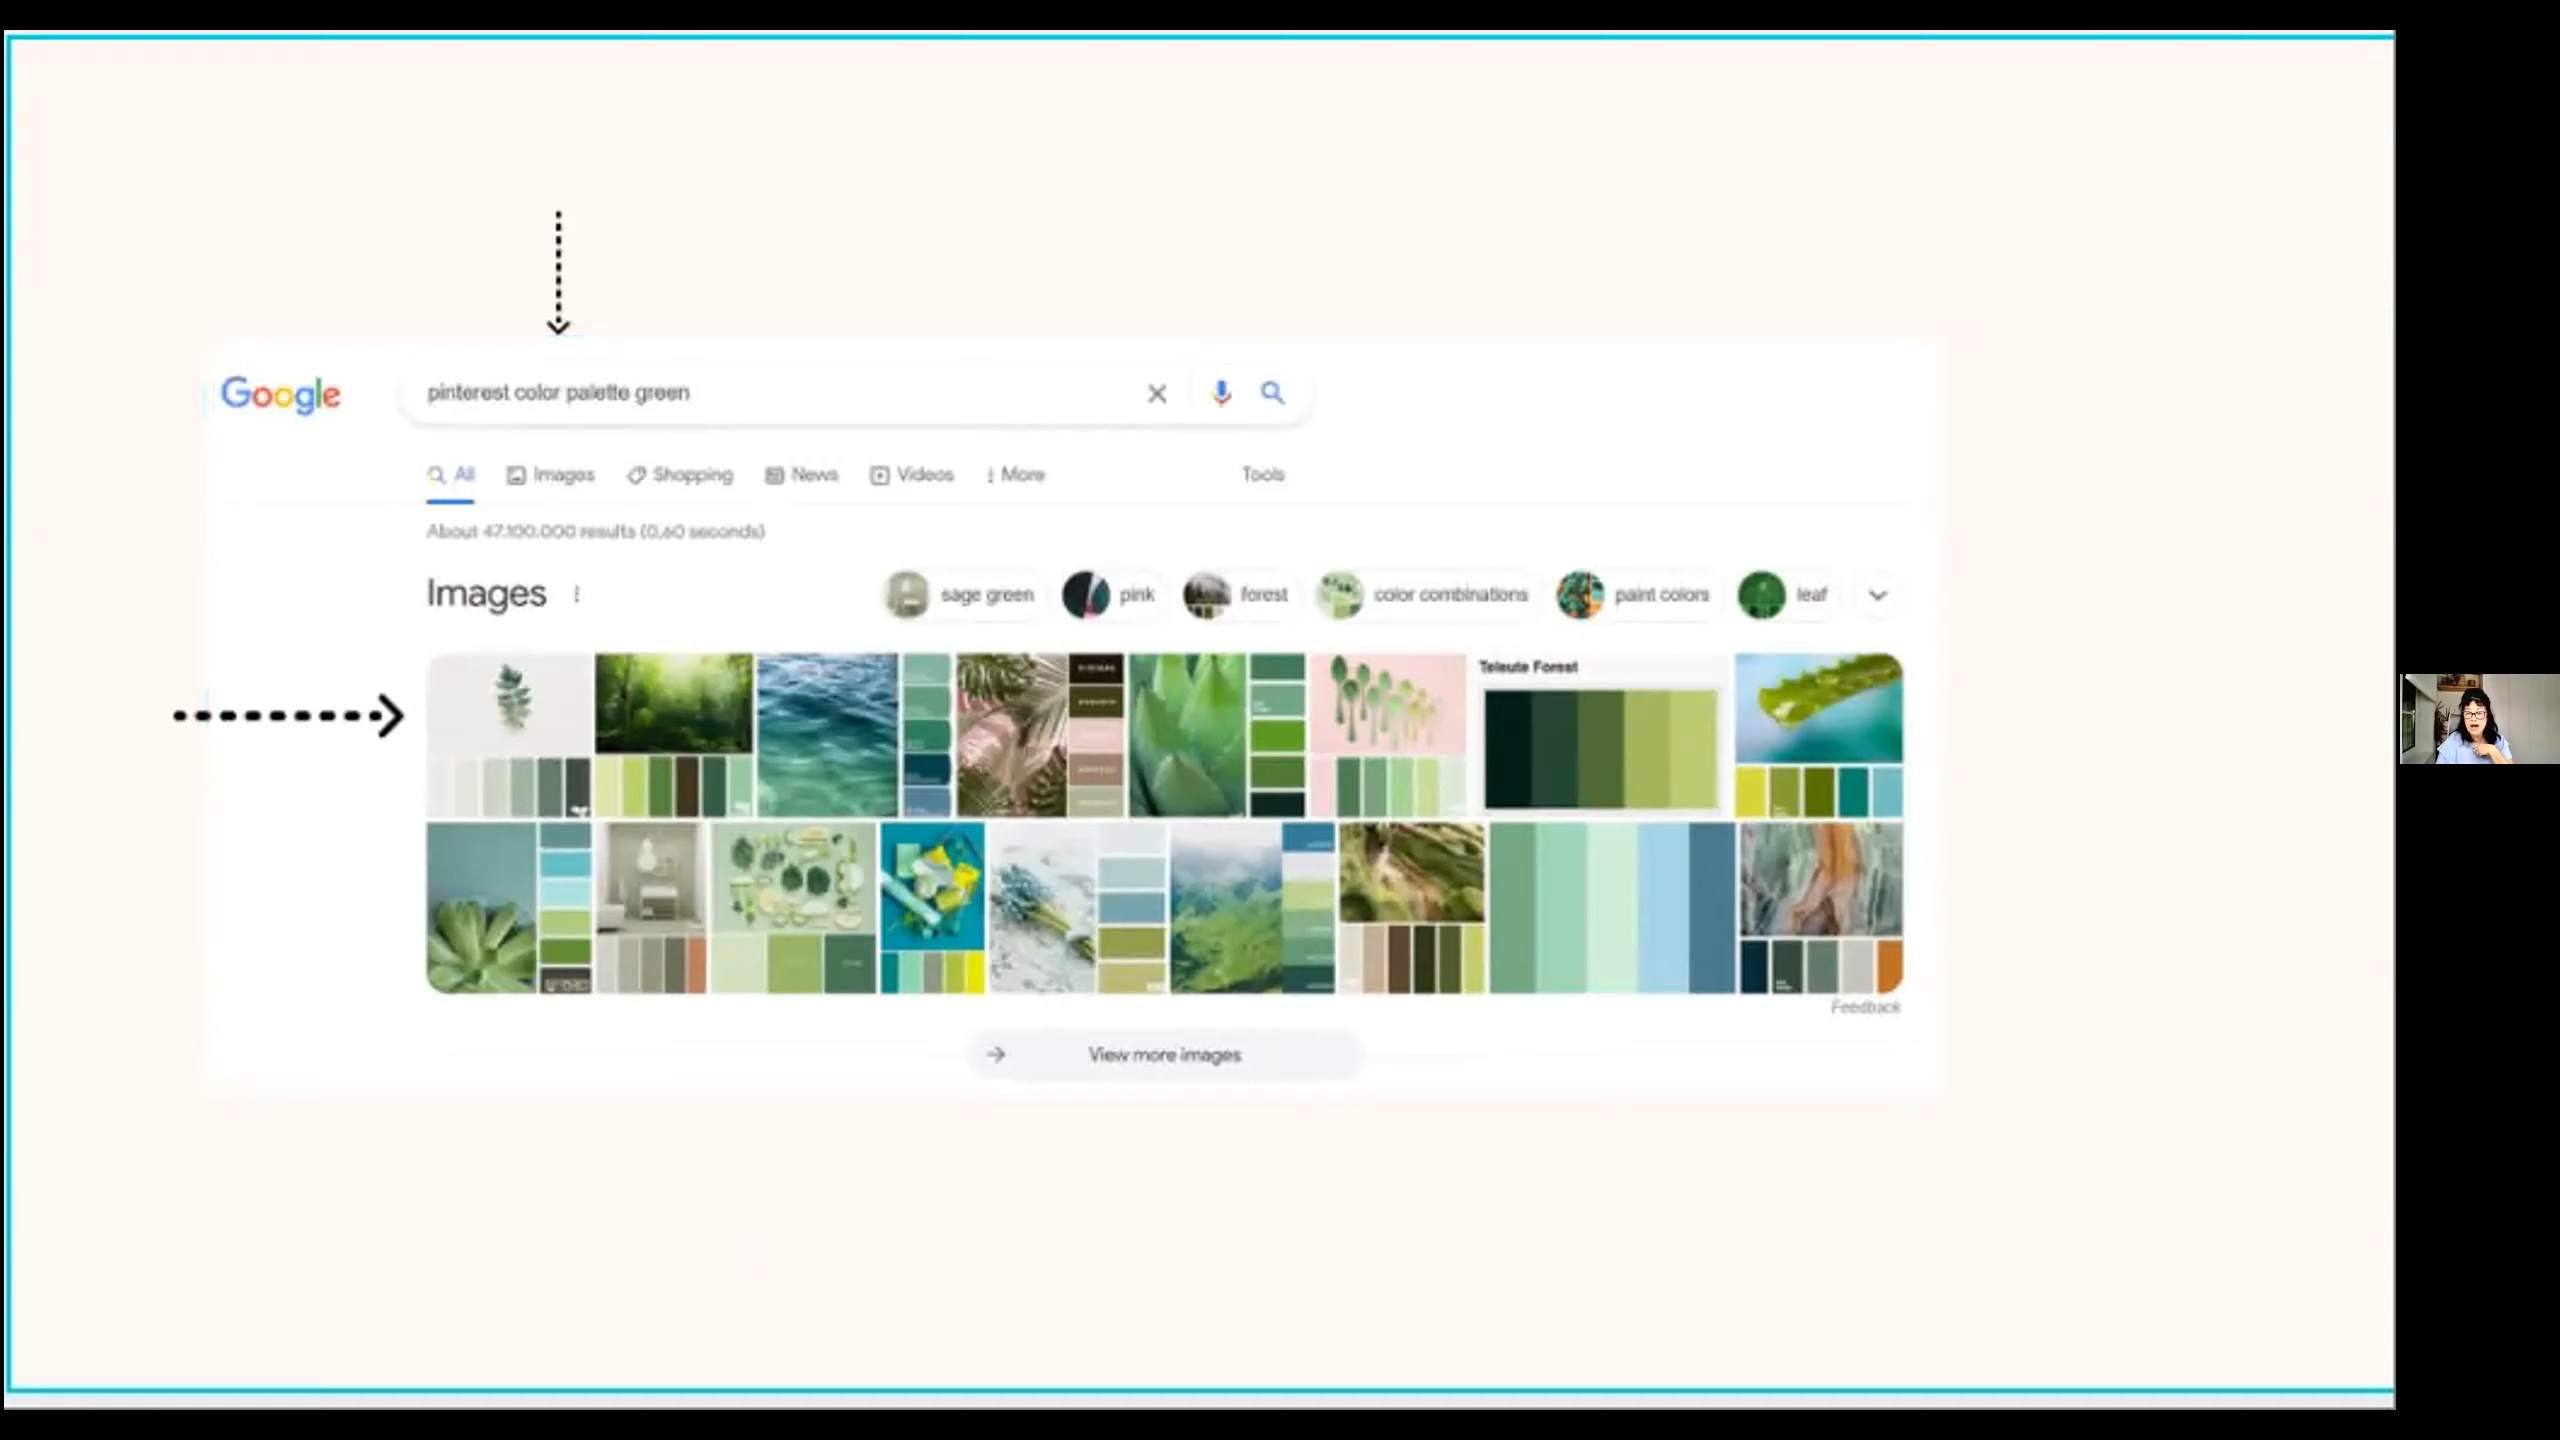 Google
pinterest color palette green
All Images Shopping News Videos More Tools
About 47.100.000 results (0,60 seconds)
Images
sage green pink forest color combinations paint colors leaf
Teleute Forest
Feedback
View more images